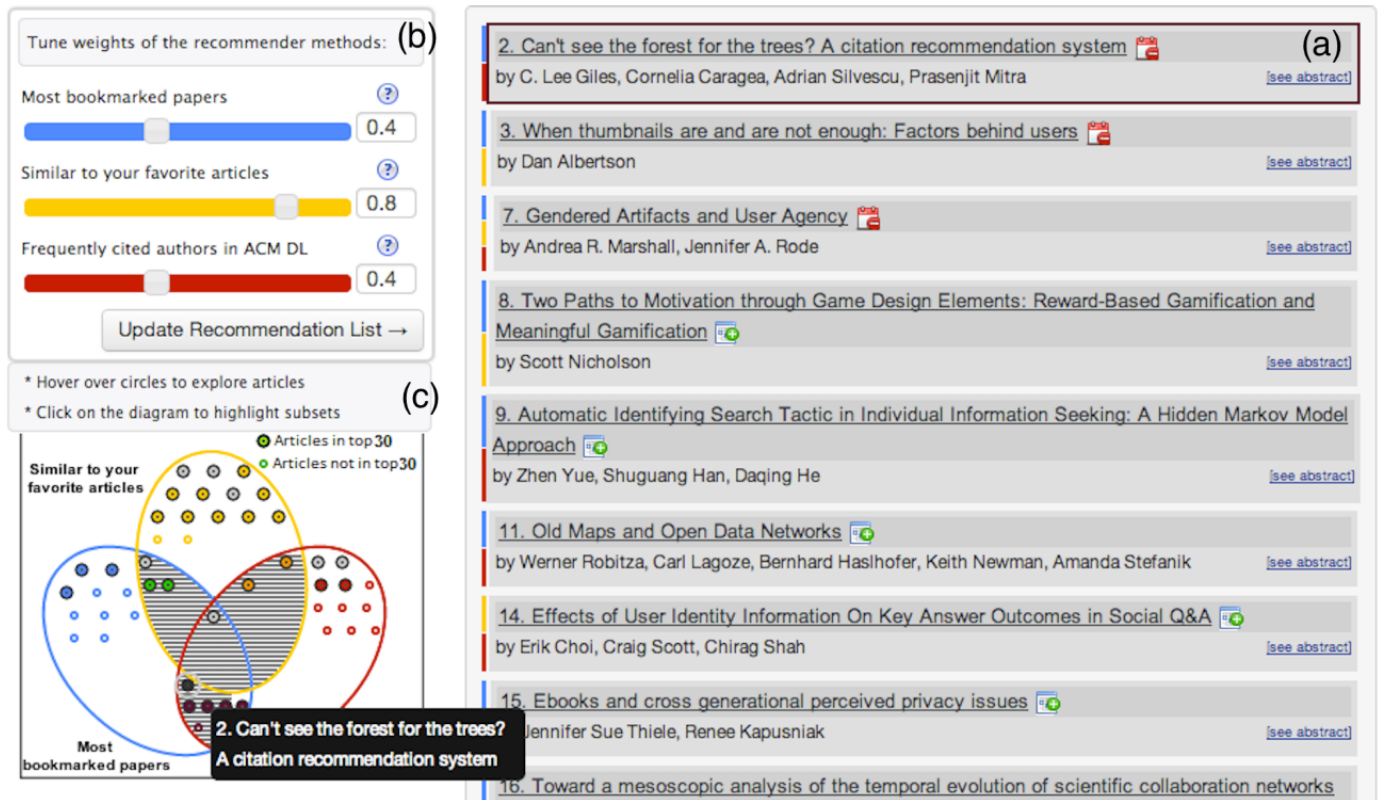 Tune weights of the recommender methods: (b)
Most bookmarked papers ?
0.4
Similar to your favorite articles ?
0.8
Frequently cited authors in ACM DL ?
0.4
Update Recommendation List →
* Hover over circles to explore articles
(c)
* Click on the diagram to highlight subsets
Articles in top 30
Articles not in top 30
Similar to your
favorite articles
Most
bookmarked papers
2. Can't see the forest for the trees?
A citation recommendation system
2. Can't see the forest for the trees? A citation recommendation system (a)
by C. Lee Giles, Cornelia Caragea, Adrian Silvescu, Prasenjit Mitra [see abstract]
3. When thumbnails are and are not enough: Factors behind users
by Dan Albertson [see abstract]
7. Gendered Artifacts and User Agency
by Andrea R. Marshall, Jennifer A. Rode [see abstract]
8. Two Paths to Motivation through Game Design Elements: Reward-Based Gamification and
Meaningful Gamification
by Scott Nicholson [see abstract]
9. Automatic Identifying Search Tactic in Individual Information Seeking: A Hidden Markov Model
Approach
by Zhen Yue, Shuguang Han, Daqing He [see abstract]
11. Old Maps and Open Data Networks
by Werner Robitza, Carl Lagoze, Bernhard Haslhofer, Keith Newman, Amanda Stefanik [see abstract]
14. Effects of User Identity Information On Key Answer Outcomes in Social Q&A
by Erik Choi, Craig Scott, Chirag Shah [see abstract]
15. Ebooks and cross generational perceived privacy issues
Jennifer Sue Thiele, Renee Kapusniak [see abstract]
16. Toward a mesoscopic analysis of the temporal evolution of scientific collaboration networks